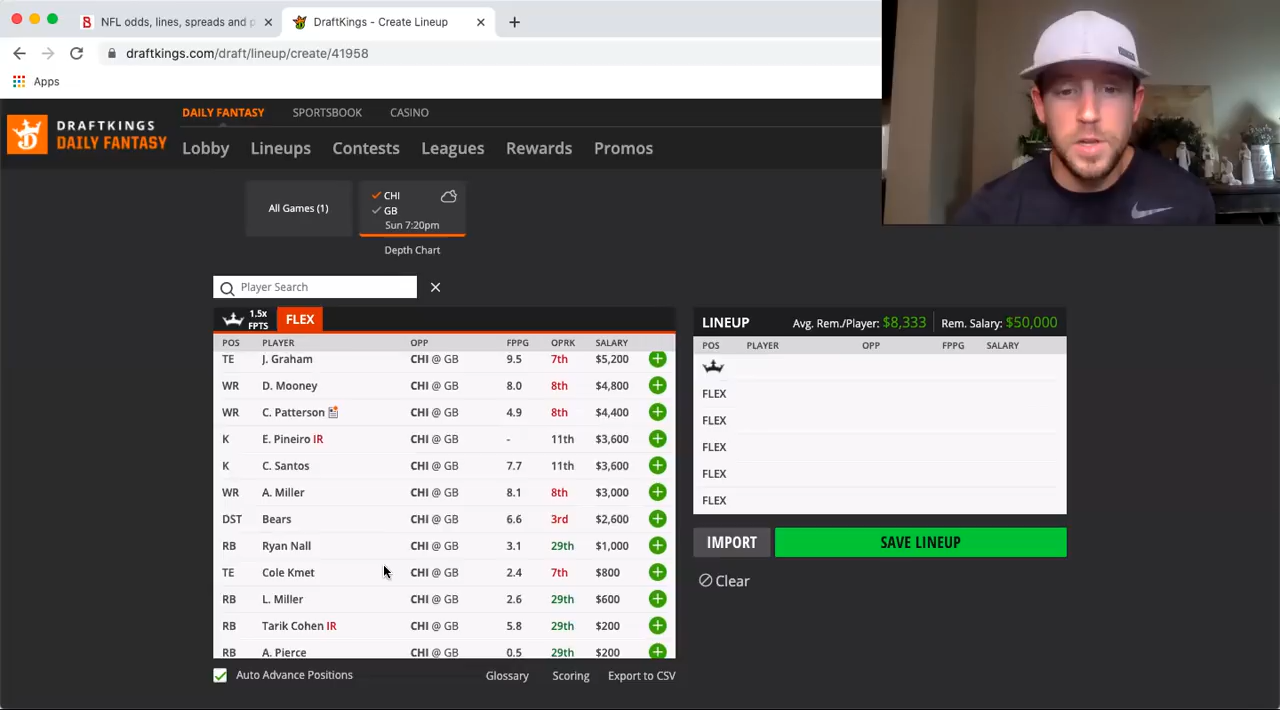 NFL odds, lines, spreads and p
DraftKings - Create Lineup
draftkings.com/draft/lineup/create/41958
Apps
DRAFTKINGS
DAILY FANTASY
DAILY FANTASY SPORTSBOOK CASINO
Lobby Lineups Contests Leagues Rewards Promos
All Games (1)
CHI
GB
Sun 7:20pm
Depth Chart
Player Search
1.5x
FPTS
FLEX
POS PLAYER OPP FPPG OPRK SALARY
TE J. Graham CHI @ GB 9.5 7th $5,200
WR D. Mooney CHI @ GB 8.0 8th $4,800
WR C. Patterson CHI @ GB 4.9 8th $4,400
K E. Pineiro IR CHI @ GB - 11th $3,600
K C. Santos CHI @ GB 7.7 11th $3,600
WR A. Miller CHI @ GB 8.1 8th $3,000
DST Bears CHI @ GB 6.6 3rd $2,600
RB Ryan Nall CHI @ GB 3.1 29th $1,000
TE Cole Kmet CHI @ GB 2.4 7th $800
RB L. Miller CHI @ GB 2.6 29th $600
RB Tarik Cohen IR CHI @ GB 5.8 29th $200
RB A. Pierce CHI @ GB 0.5 29th $200
Auto Advance Positions
Glossary Scoring Export to CSV
LINEUP Avg. Rem./Player: $8,333 Rem. Salary: $50,000
POS PLAYER OPP FPPG SALARY
FLEX
FLEX
FLEX
FLEX
FLEX
IMPORT SAVE LINEUP
Clear